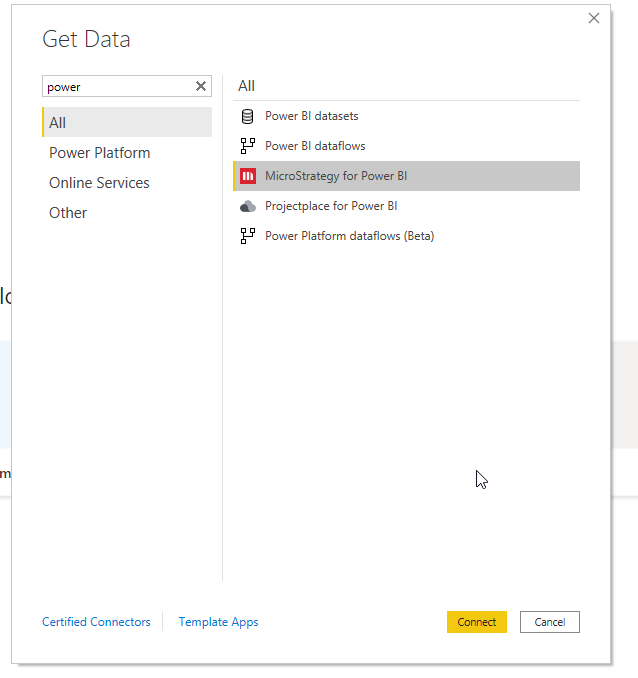 Get Data
power
All
Power Platform
Online Services
Other
All
Power BI datasets
Power BI dataflows
MicroStrategy for Power BI
Projectplace for Power BI
Power Platform dataflows (Beta)
Certified Connectors
Template Apps
Connect
Cancel